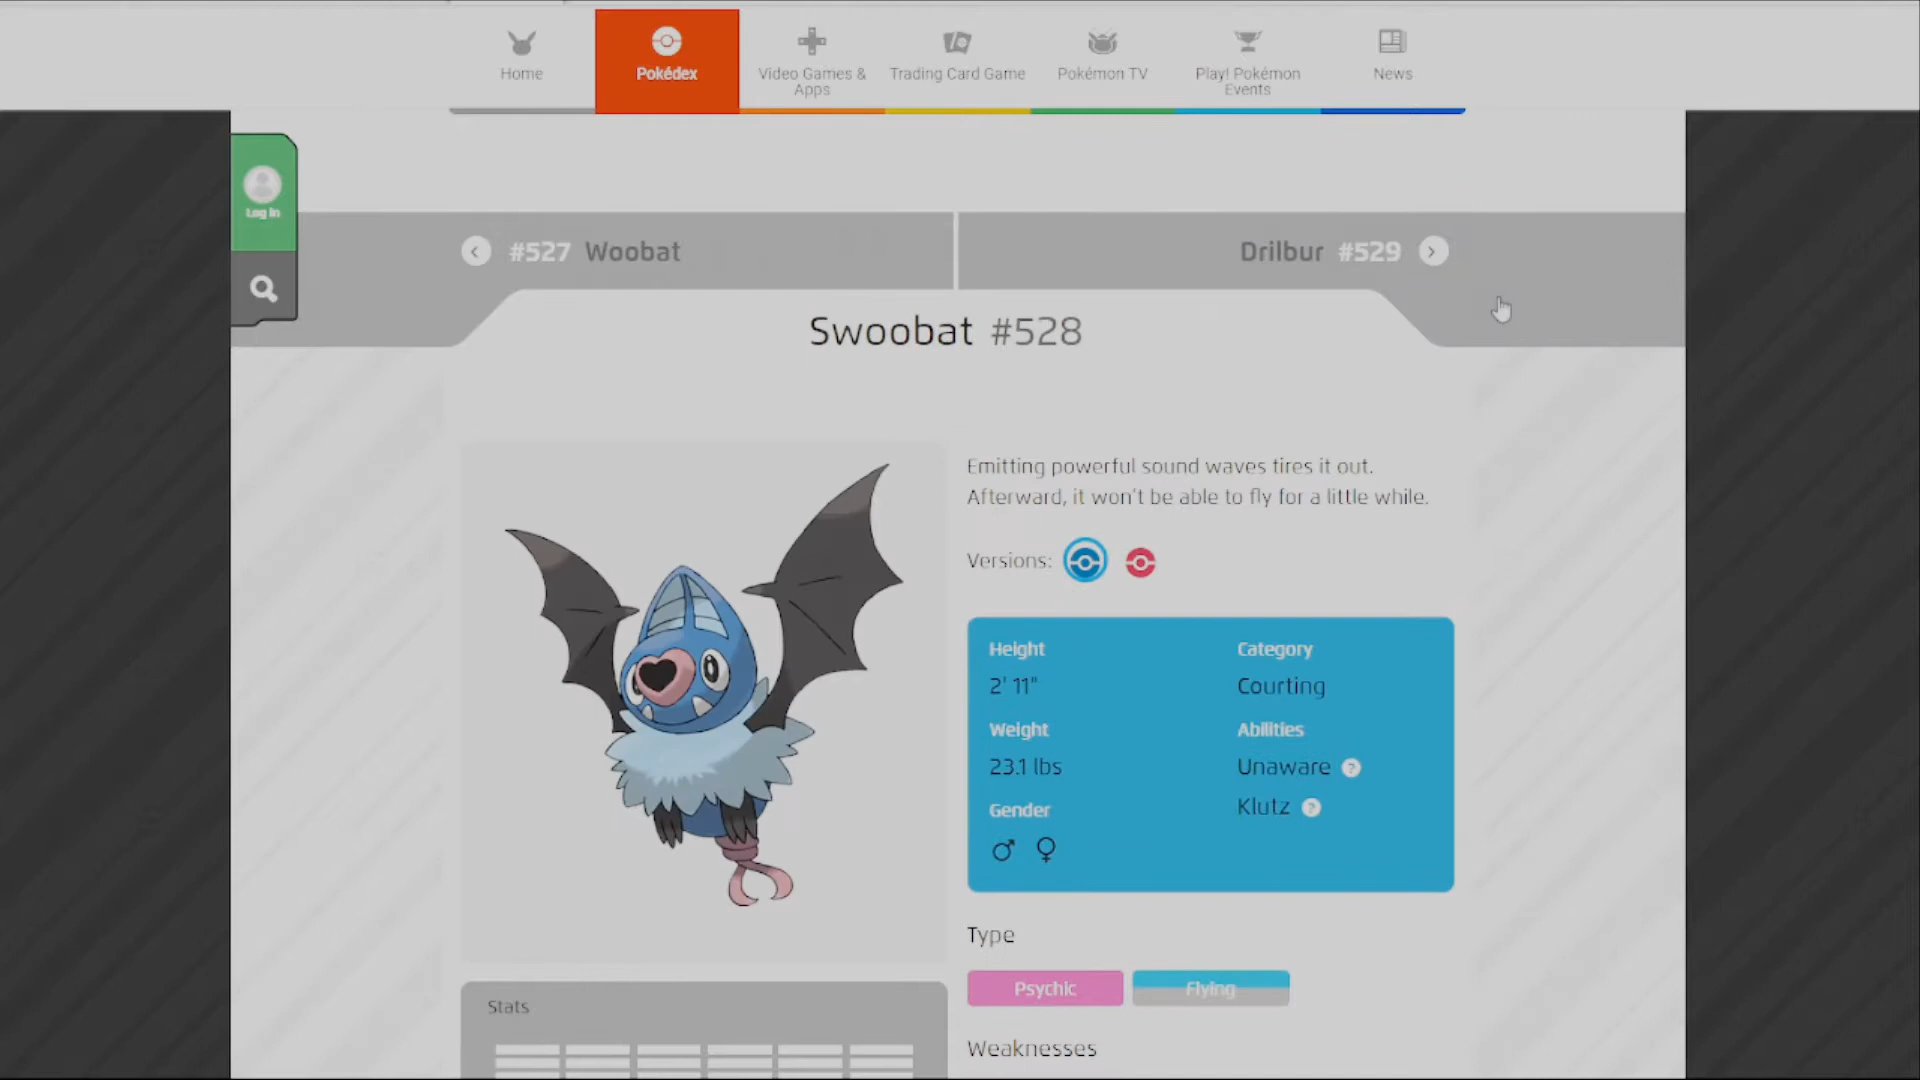 Home
Pokédex
Video Games &
Apps
Trading Card Game
Pokémon TV
Play! Pokémon
Events
News
Log in
#527 Woobat
Drilbur #529
Swoobat #528
Emitting powerful sound waves tires it out.
Afterward, it won't be able to fly for a little while.
Versions:
Height
2' 11"
Weight
23.1 lbs
Gender
Category
Courting
Abilities
Unaware ?
Klutz ?
Type
Psychic
Flying
Weaknesses
Stats